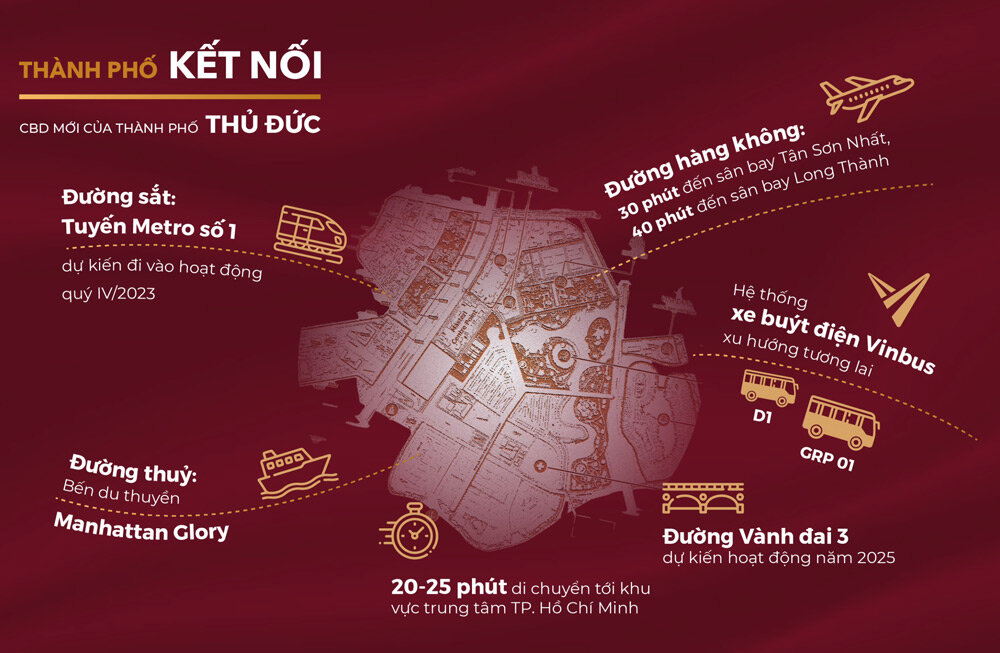 THÀNH PHỐ KẾT NỐI
CBD MỚI CỦA THÀNH PHỐ THỦ ĐỨC
Đường sắt:
Tuyến Metro số 1
dự kiến đi vào hoạt động
quý IV/2023
Đường hàng không:
30 phút đến sân bay Tân Sơn Nhất,
40 phút đến sân bay Long Thành
Hệ thống
xe buýt điện Vinbus
xu hướng tương lai
D1
GRP 01
Đường thuỷ:
Bến du thuyền
Manhattan Glory
Đường Vành đai 3
dự kiến hoạt động năm 2025
20-25 phút di chuyển tới khu
vực trung tâm TP. Hồ Chí Minh